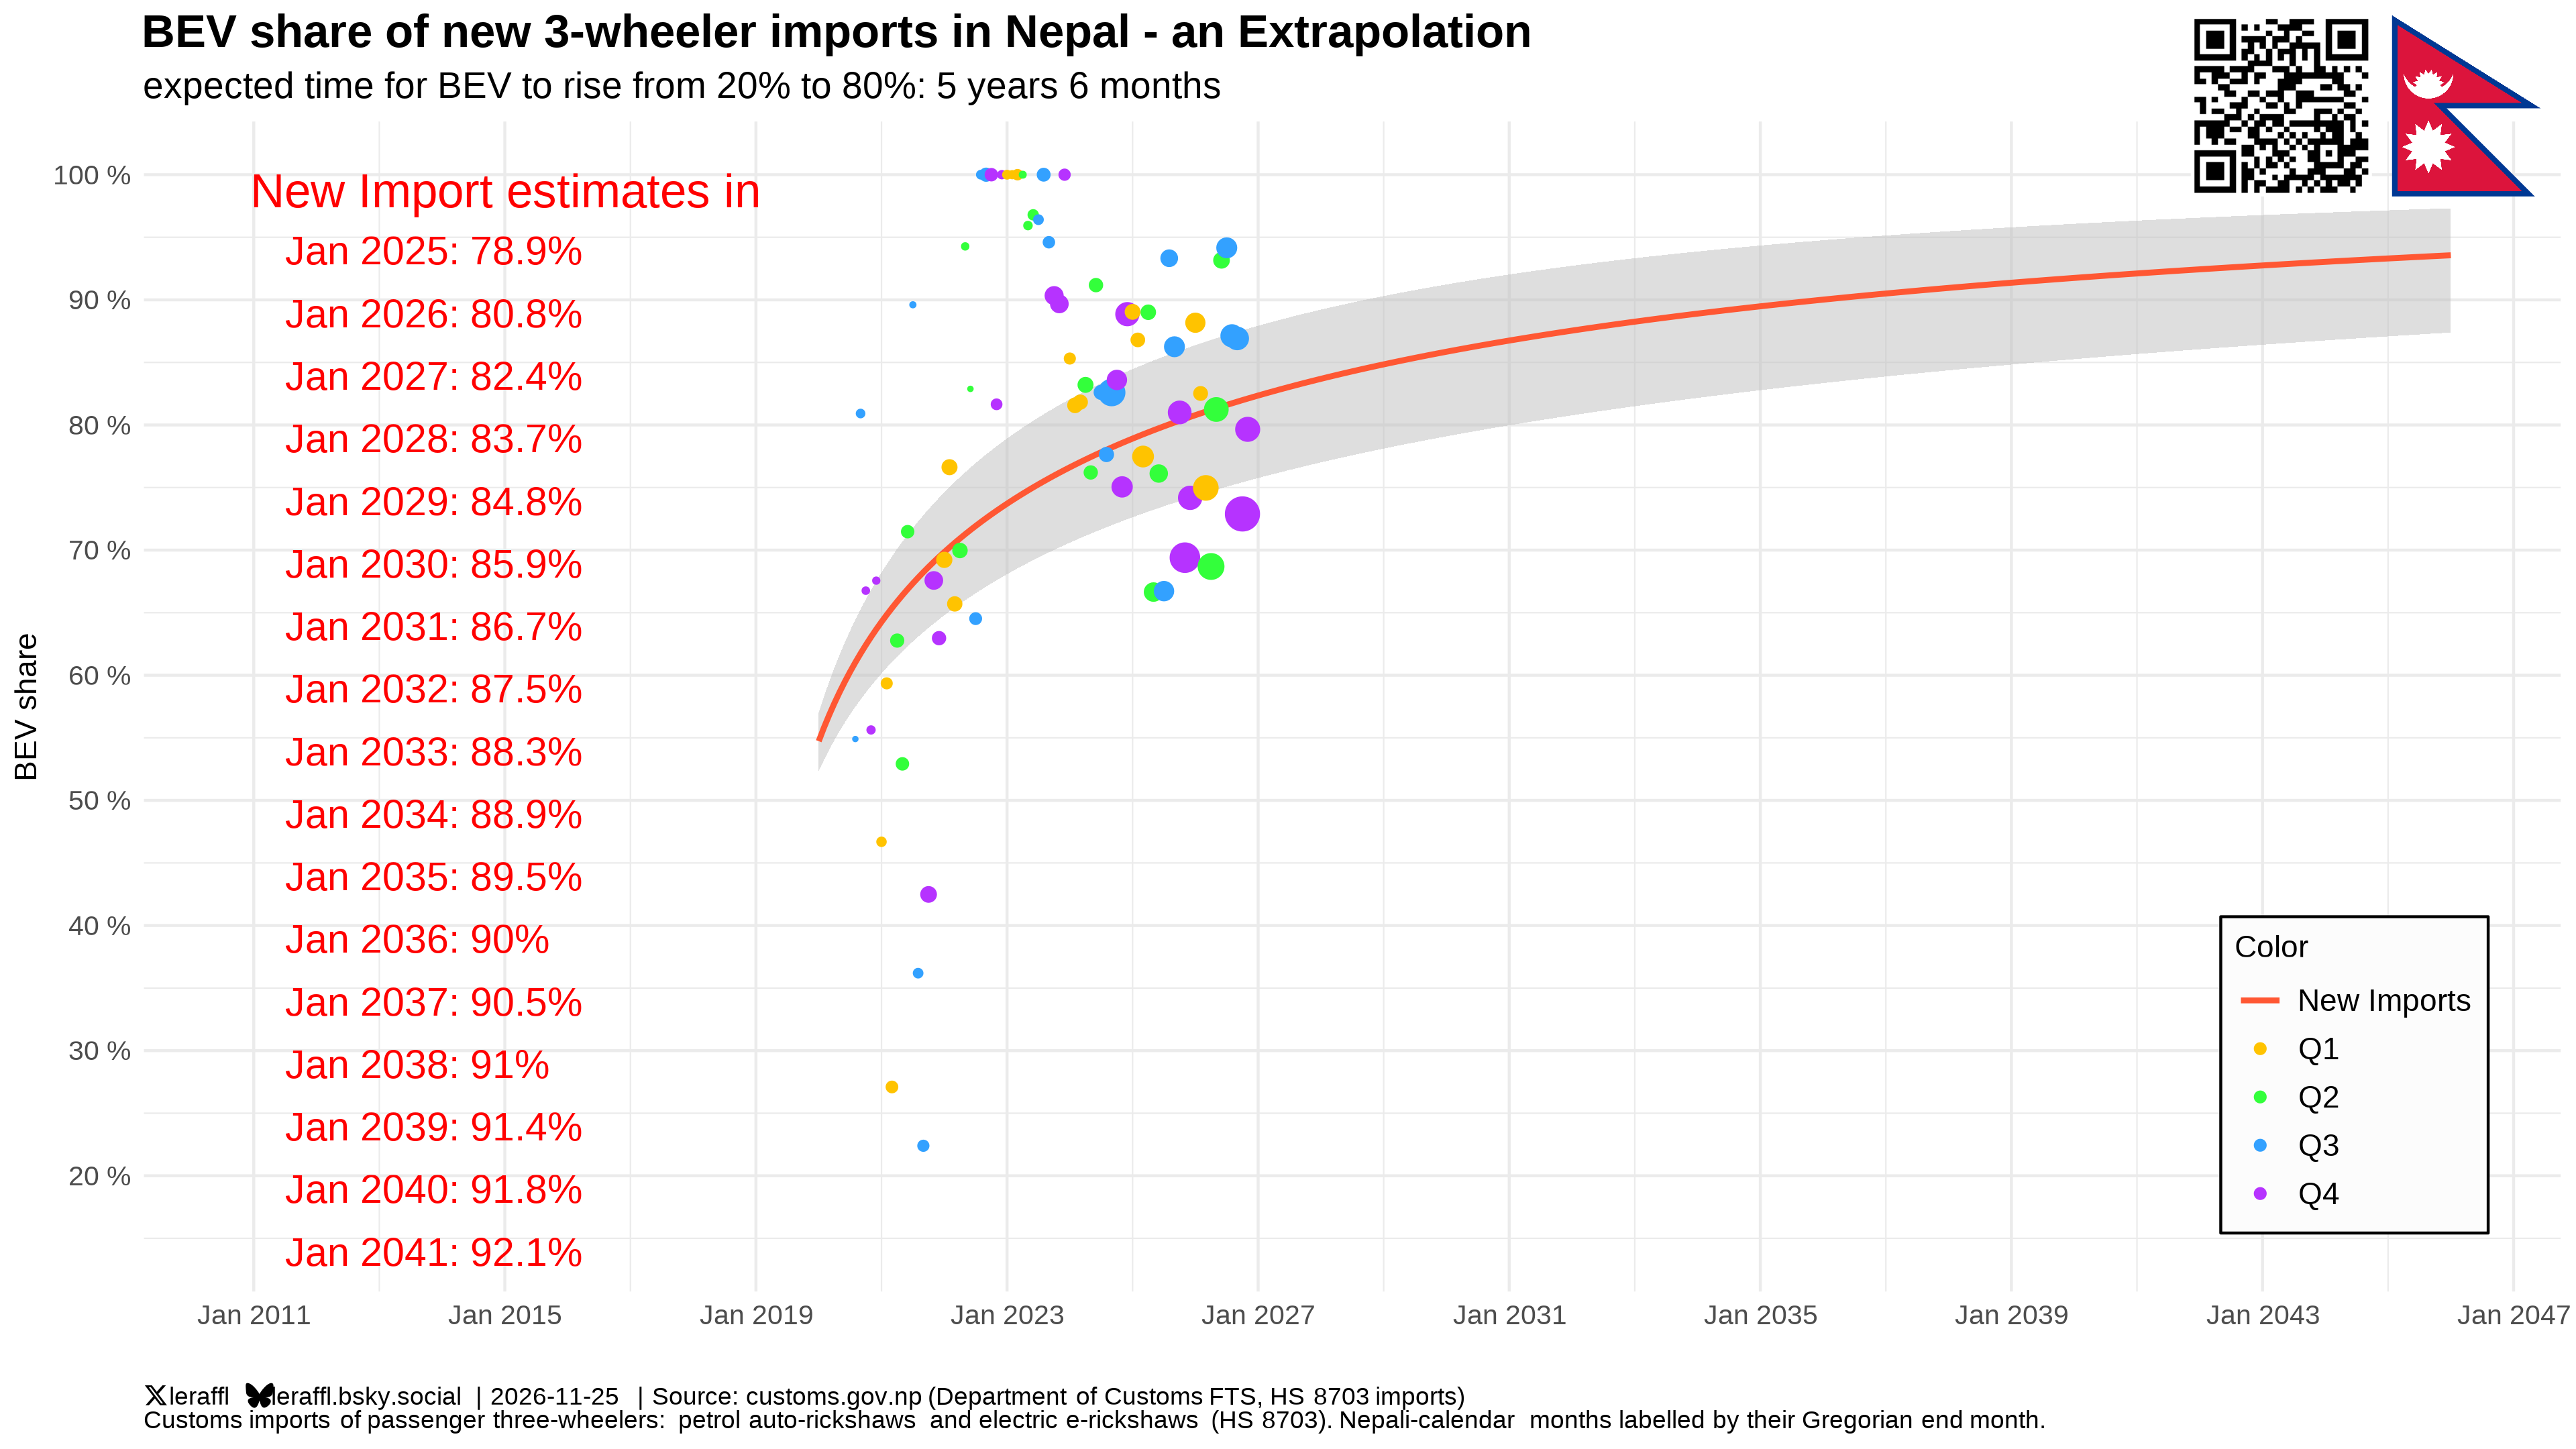 BEV share of new 3-wheeler imports in Nepal - an Extrapolation
expected time for BEV to rise from 20% to 80%: 5 years 6 months
BEV share
100 %
90 %
80 %
70 %
60 %
50 %
40 %
30 %
20 %
New Import estimates in
Jan 2025: 78.9%
Jan 2026: 80.8%
Jan 2027: 82.4%
Jan 2028: 83.7%
Jan 2029: 84.8%
Jan 2030: 85.9%
Jan 2031: 86.7%
Jan 2032: 87.5%
Jan 2033: 88.3%
Jan 2034: 88.9%
Jan 2035: 89.5%
Jan 2036: 90%
Jan 2037: 90.5%
Jan 2038: 91%
Jan 2039: 91.4%
Jan 2040: 91.8%
Jan 2041: 92.1%
Color
New Imports
Q1
Q2
Q3
Q4
Jan 2011 Jan 2015 Jan 2019 Jan 2023 Jan 2027 Jan 2031 Jan 2035 Jan 2039 Jan 2043 Jan 2047
leraffl leraffl.bsky.social | 2026-11-25 | Source: customs.gov.np (Department of Customs FTS, HS 8703 imports)
Customs imports of passenger three-wheelers: petrol auto-rickshaws and electric e-rickshaws (HS 8703). Nepali-calendar months labelled by their Gregorian end month.